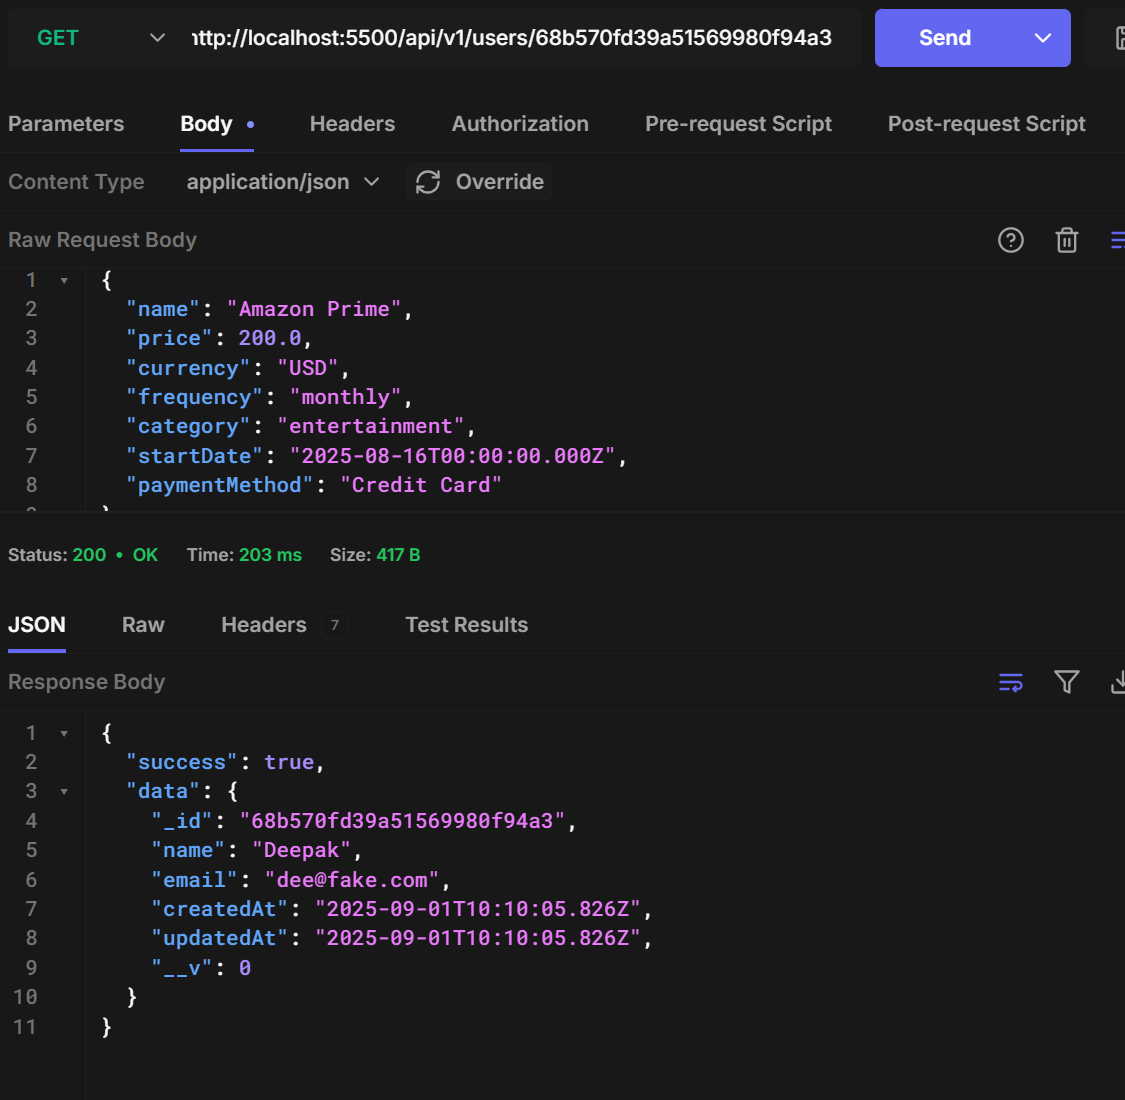 GET http://localhost:5500/api/v1/users/68b570fd39a51569980f94a3 Send
Parameters Body Headers Authorization Pre-request Script Post-request Script
Content Type application/json Override
Raw Request Body
1 {
2 "name": "Amazon Prime",
3 "price": 200.0,
4 "currency": "USD",
5 "frequency": "monthly",
6 "category": "entertainment",
7 "startDate": "2025-08-16T00:00:00.000Z",
8 "paymentMethod": "Credit Card"
Status: 200 • OK Time: 203 ms Size: 417 B
JSON Raw Headers 7 Test Results
Response Body
1 {
2 "success": true,
3 "data": {
4 "_id": "68b570fd39a51569980f94a3",
5 "name": "Deepak",
6 "email": "dee@fake.com",
7 "createdAt": "2025-09-01T10:10:05.826Z",
8 "updatedAt": "2025-09-01T10:10:05.826Z",
9 "__v": 0
10 }
11 }